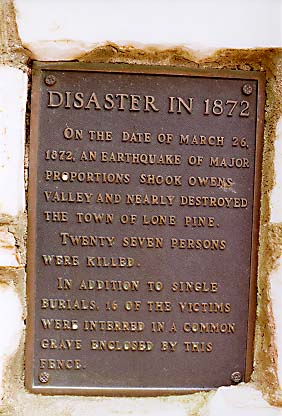 DISASTER IN 1872
ON THE DATE OF MARCH 26,
1872, AN EARTHQUAKE OF MAJOR
PROPORTIONS SHOOK OWENS
VALLEY AND NEARLY DESTROYED
THE TOWN OF LONE PINE.
TWENTY SEVEN PERSONS
WERE KILLED.
IN ADDITION TO SINGLE
BURIALS, 16 OF THE VICTIMS
WERE INTERRED IN A COMMON
GRAVE ENCLOSED BY THIS
FENCE.